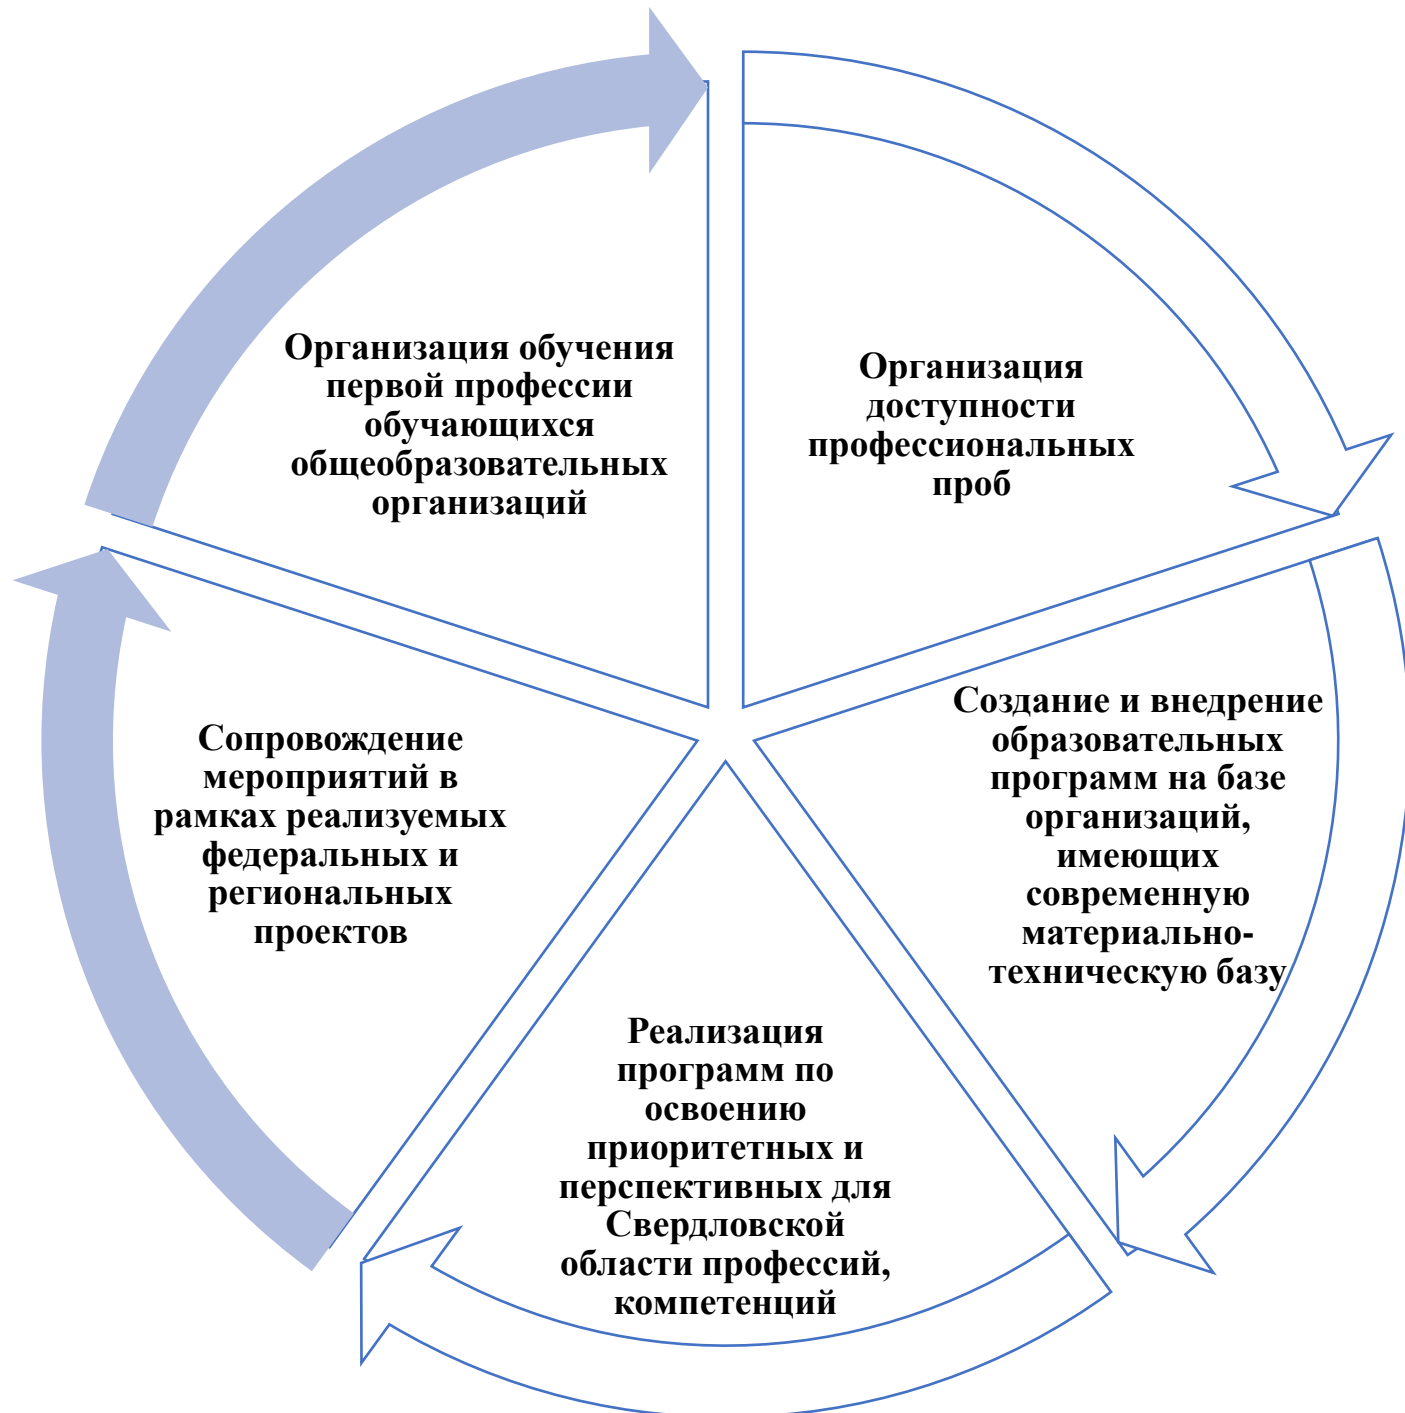 Организация обучения
первой профессии
обучающихся
общеобразовательных
организаций
Организация
доступности
профессиональных
проб
Создание и внедрение
образовательных
программ на базе
организаций,
имеющих
современную
материально-
техническую базу
Реализация
программ по
освоению
приоритетных и
перспективных для
Свердловской
области профессий,
компетенций
Сопровождение
мероприятий в
рамках реализуемых
федеральных и
региональных
проектов